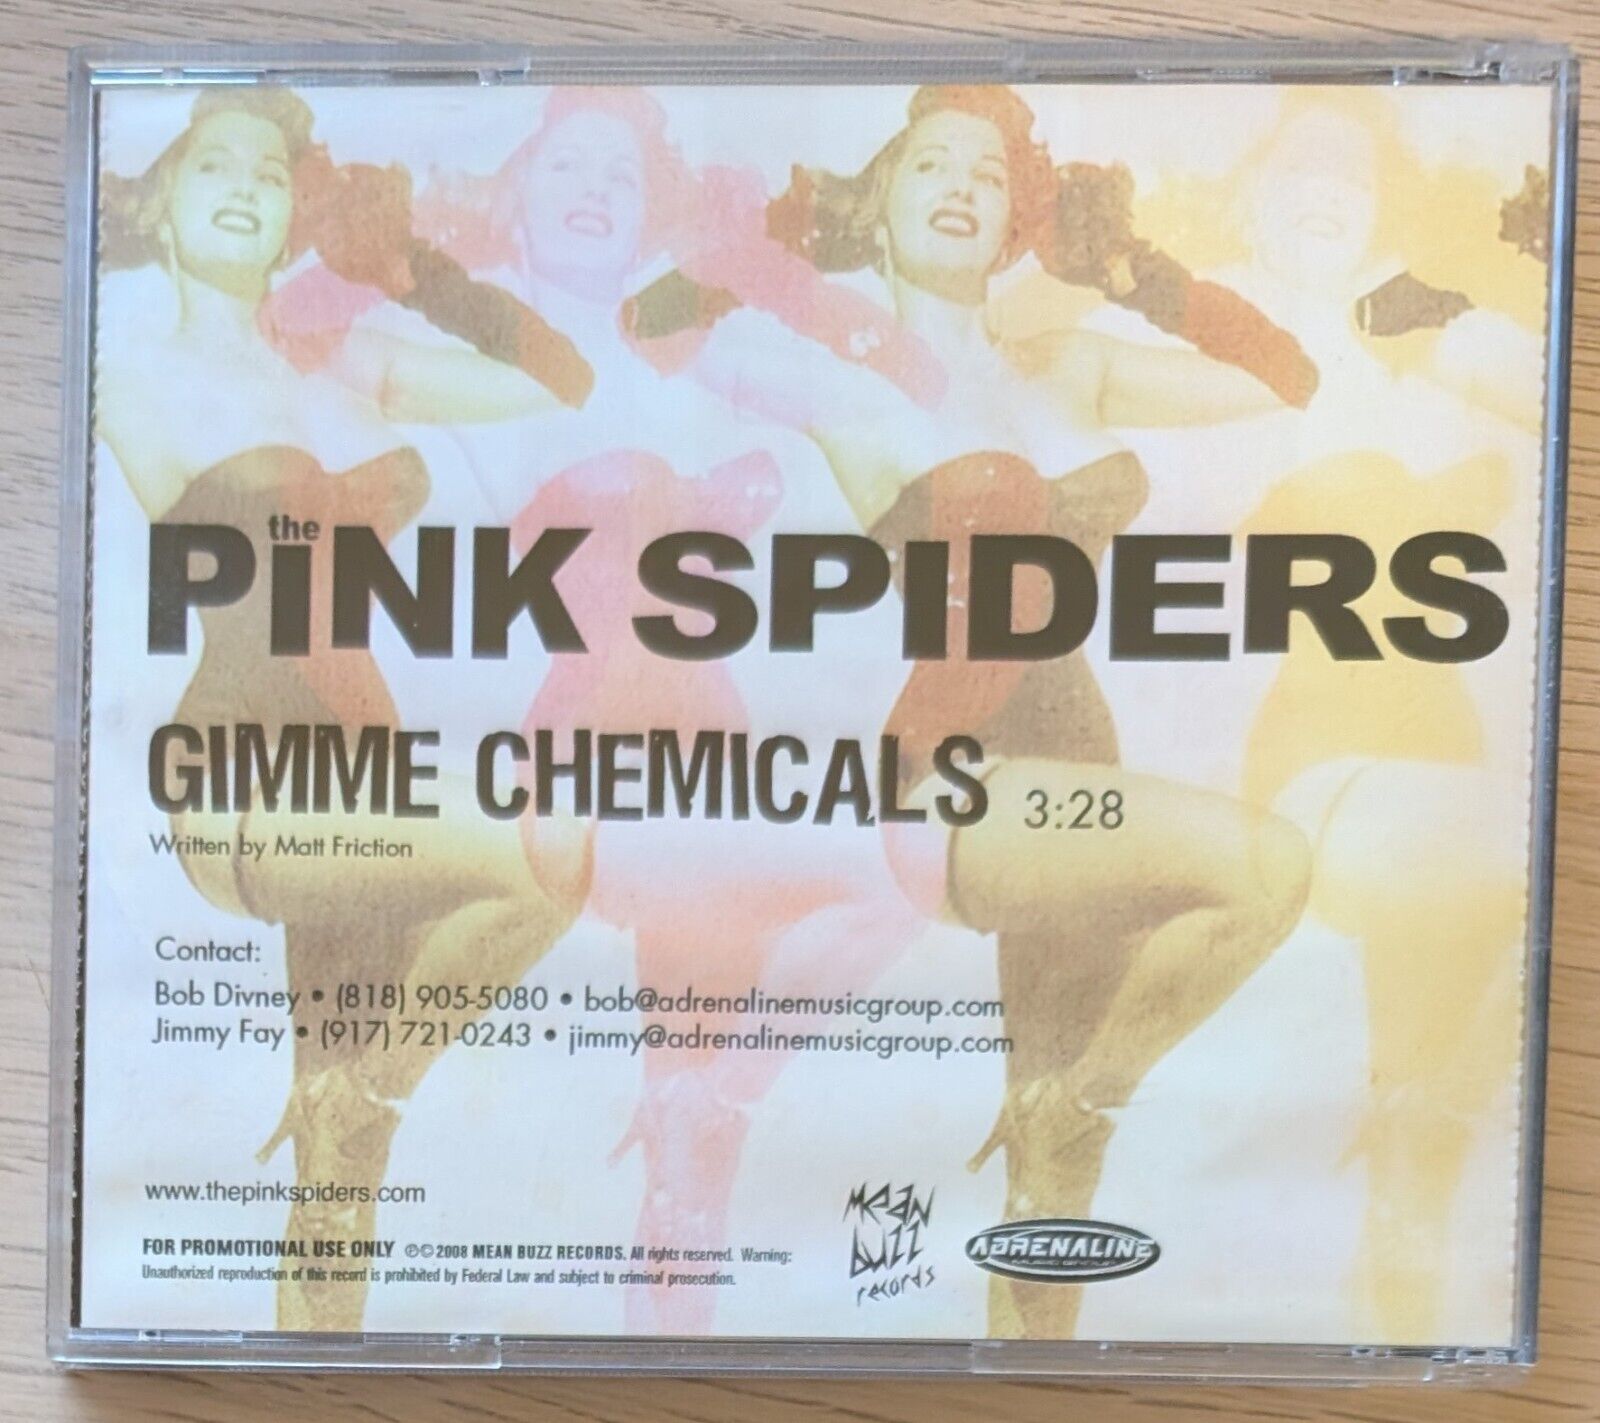 the
PiNK SPIDERS
GIMME CHEMICALS 3:28
Written by Matt Friction
Contact:
Bob Divney • (818) 905-5080 • bob@adrenalinemusicgroup.com
Jimmy Fay • (917) 721-0243 • jimmy@adrenalinemusicgroup.com
www.thepinkspiders.com
FOR PROMOTIONAL USE ONLY ℗©2008 MEAN BUZZ RECORDS. All rights reserved. Warning:
Unauthorized reproduction of this record is prohibited by Federal Law and subject to criminal prosecution.
MeaN
buzz
records
ADRENALINE